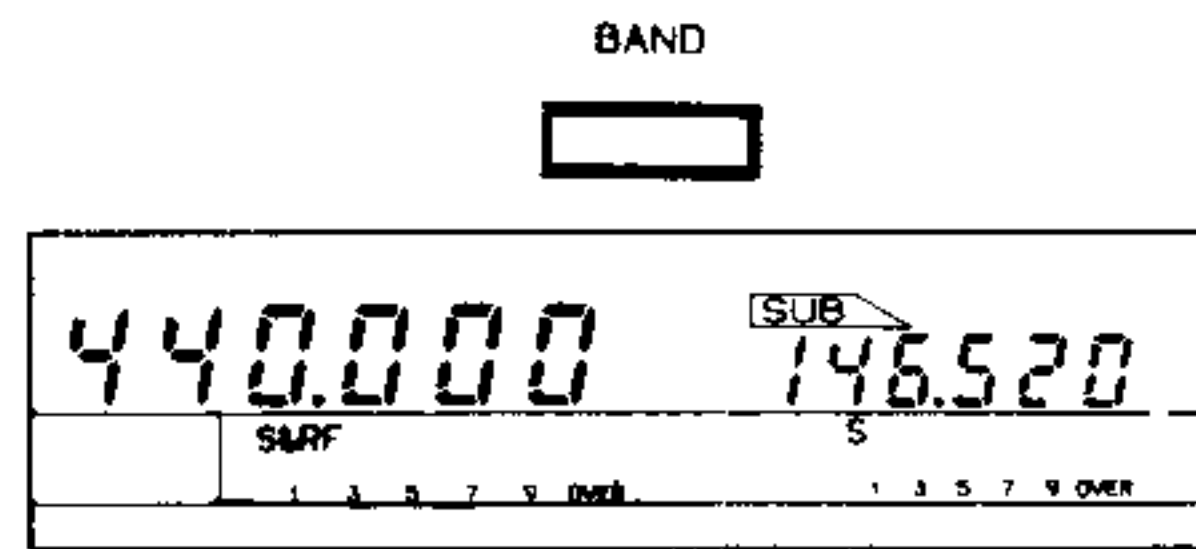 BAND
SUB
440.000 146.520
S&RF S
1 3 5 7 9 OVER 1 3 5 7 9 OVER